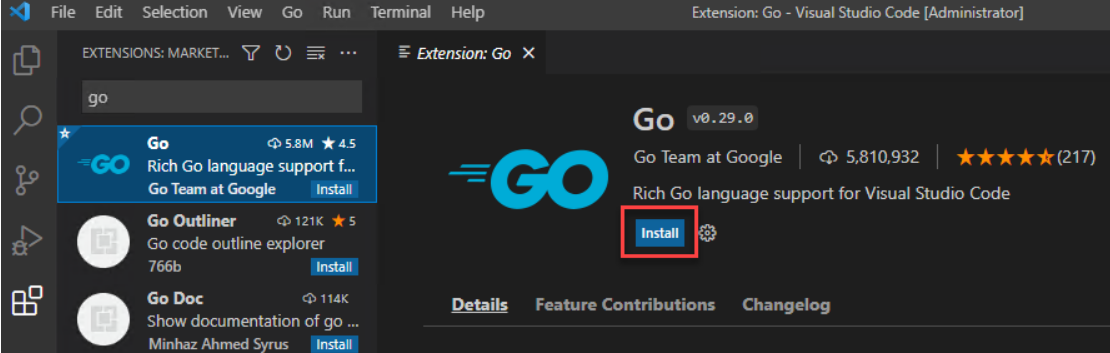 File Edit Selection View Go Run Terminal Help Extension: Go - Visual Studio Code [Administrator]
EXTENSIONS: MARKET...
go
Go 5.8M 4.5
Rich Go language support f...
Go Team at Google Install
Go Outliner 121K 5
Go code outline explorer
766b Install
Go Doc 114K
Show documentation of go ...
Minhaz Ahmed Syrus Install
GO
Extension: Go
GO
Go v0.29.0
Go Team at Google 5,810,932 (217)
Rich Go language support for Visual Studio Code
Install
Details Feature Contributions Changelog